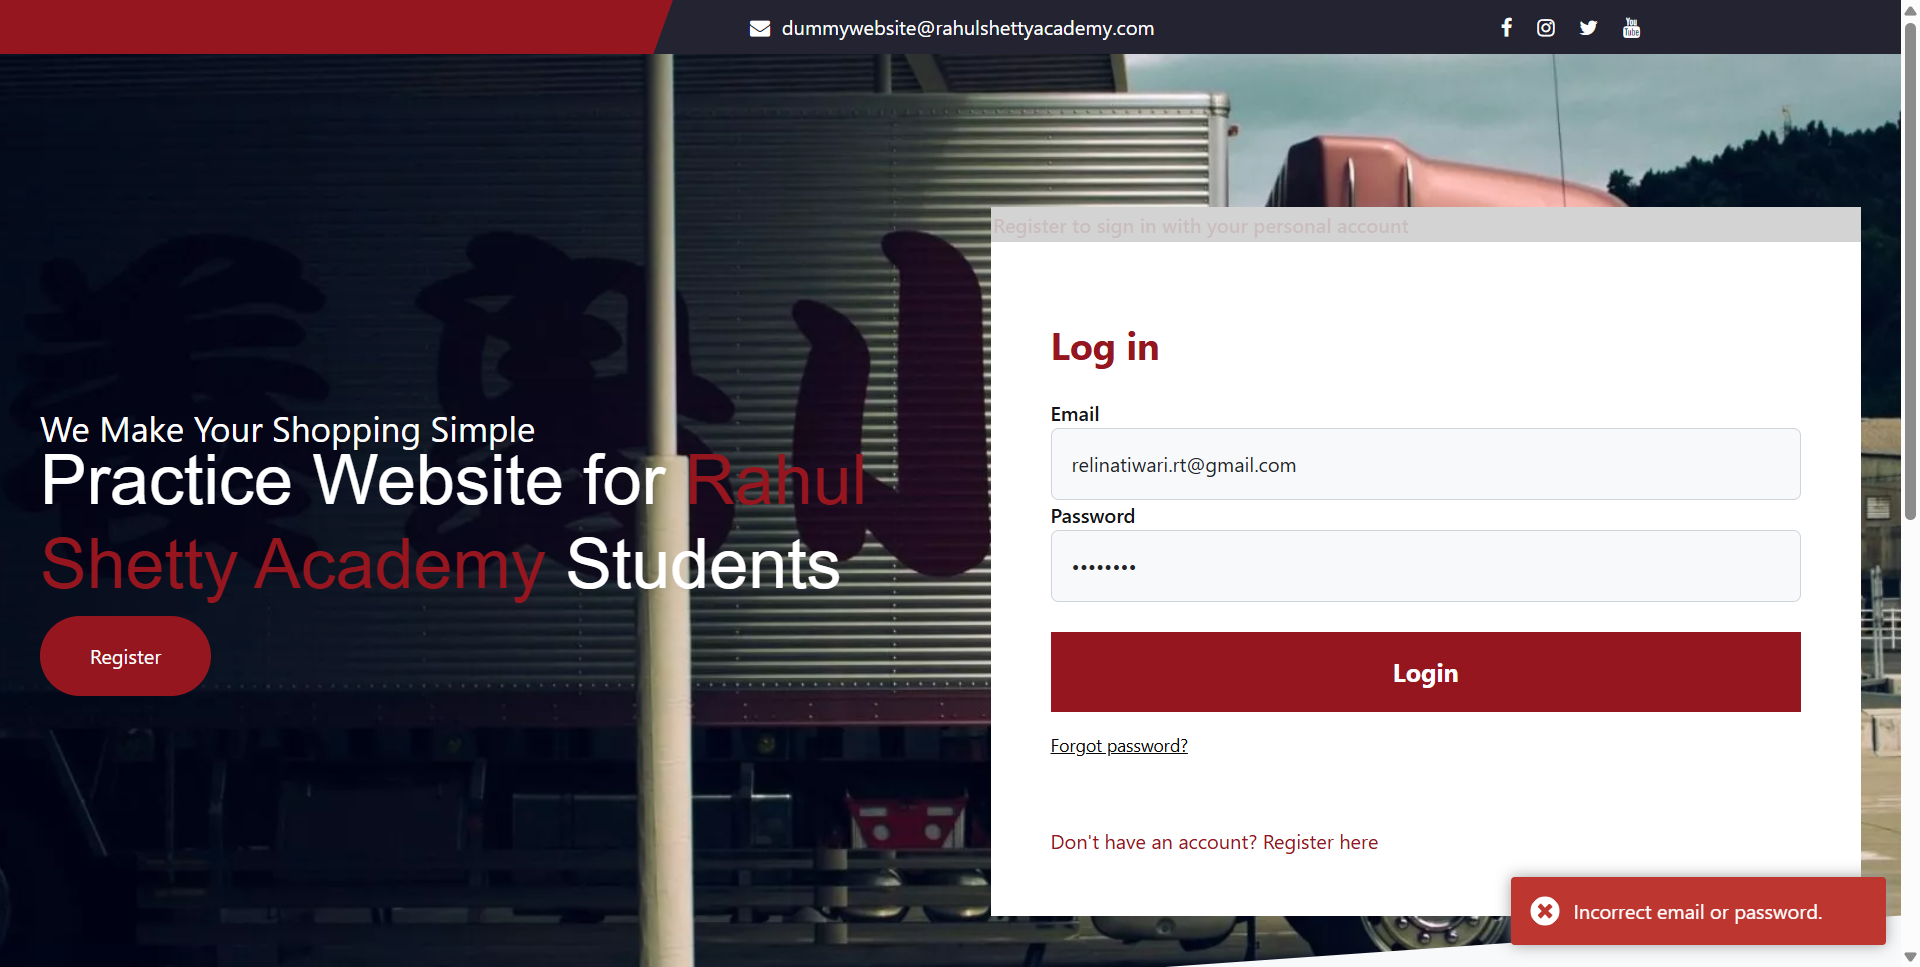 dummywebsite@rahulshettyacademy.com
Register to sign in with your personal account
We Make Your Shopping Simple
Practice Website for Rahul
Shetty Academy Students
Register
Log in
Email
relinatiwari.rt@gmail.com
Password
••••••••
Login
Forgot password?
Don't have an account? Register here
Incorrect email or password.